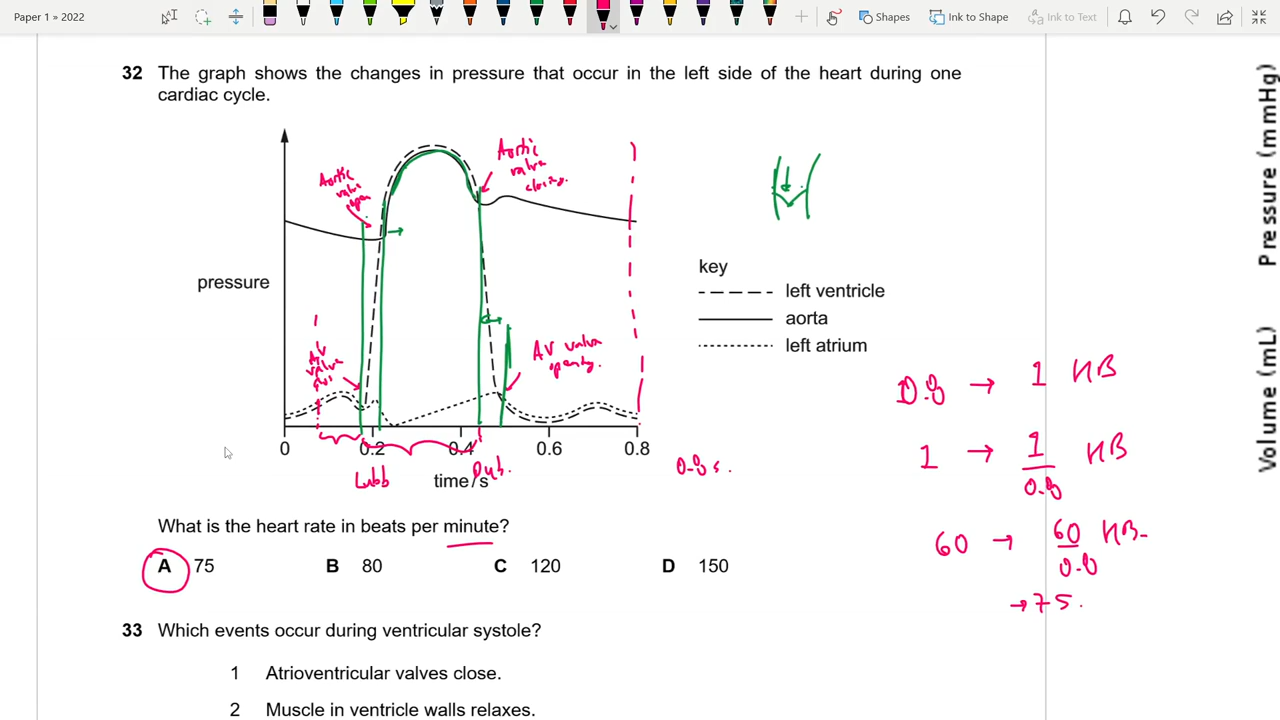 Paper 1 » 2022
Shapes
Ink to Shape
Ink to Text
32 The graph shows the changes in pressure that occur in the left side of the heart during one
cardiac cycle.
Aortic
valve
open
Aortic
valve
closing.
pressure
key
left ventricle
aorta
left atrium
AV
valve
AV valve
opening.
0 0.2 0.4 0.6 0.8
Lubb
Dub.
time/s
0.8 s.
0.8 → 1 HB
1 → 1/0.8 HB
60 → 60/0.8 HB
→ 75.
What is the heart rate in beats per minute?
A 75 B 80 C 120 D 150
33 Which events occur during ventricular systole?
1 Atrioventricular valves close.
2 Muscle in ventricle walls relaxes.
Pressure (mmHg)
Volume (mL)